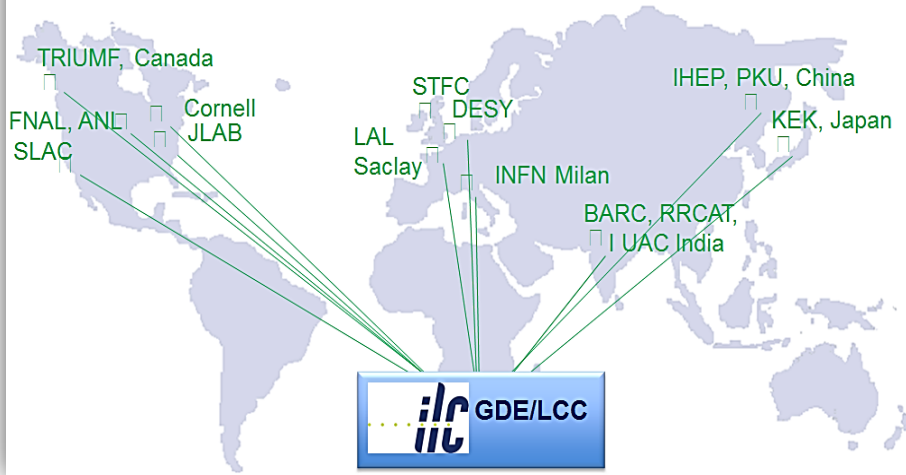 TRIUMF, Canada
FNAL, ANL
SLAC
Cornell
JLAB
STFC
DESY
LAL
Saclay
INFN Milan
IHEP, PKU, China
KEK, Japan
BARC, RRCAT,
I UAC India
ilc GDE/LCC